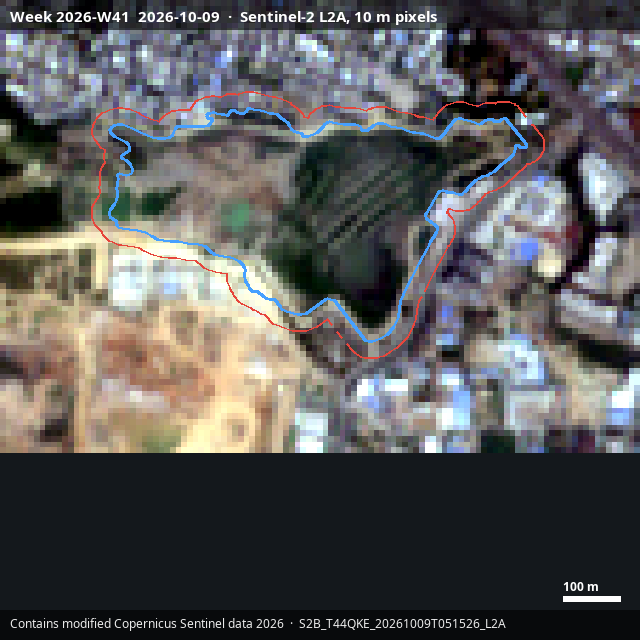 Week 2026-W41  2026-10-09  ·  Sentinel-2 L2A, 10 m pixels
100 m
Contains modified Copernicus Sentinel data 2026  ·  S2B_T44QKE_20261009T051526_L2A